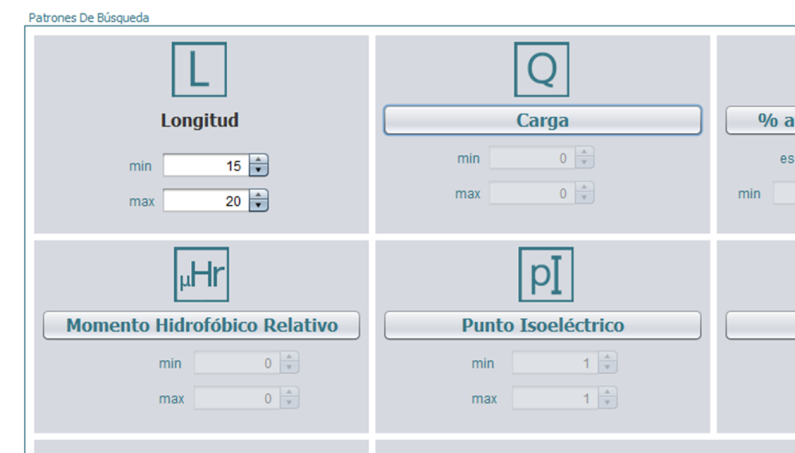 Patrones De Búsqueda
L
Q
Longitud
Carga
% a
min 15
min 0
es
max 20
max 0
min
µHr
pI
Momento Hidrofóbico Relativo
Punto Isoeléctrico
min 0
min 1
max 0
max 1